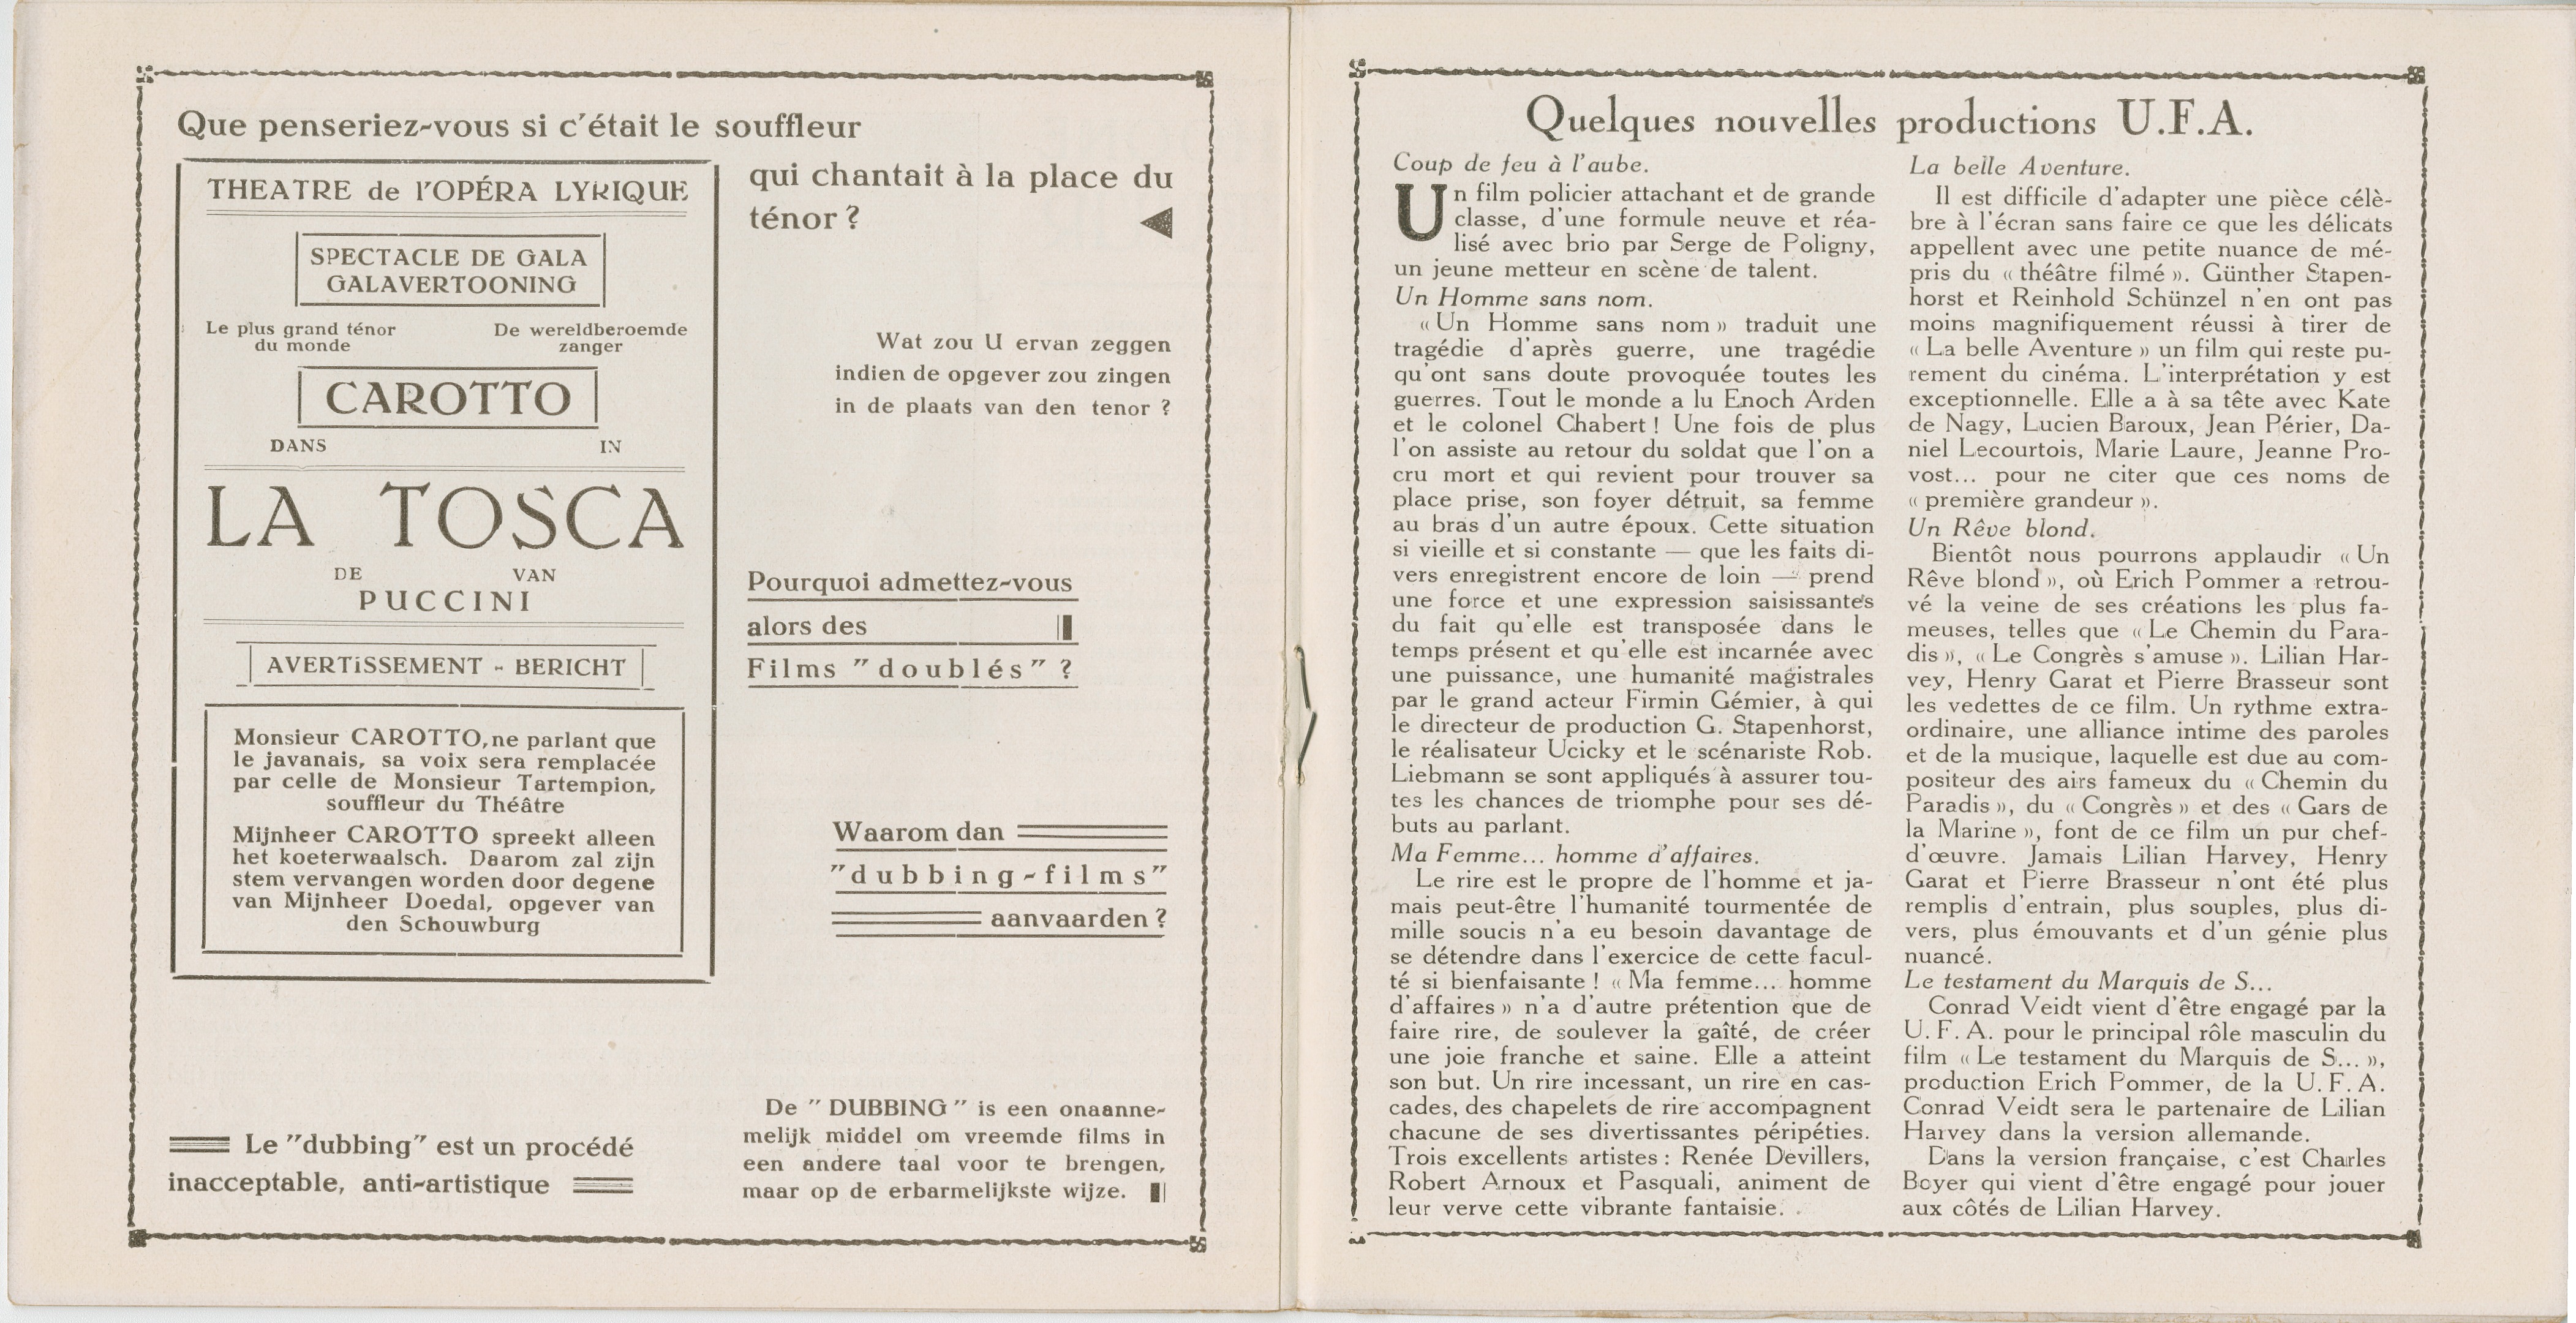 Que penseriez-vous si c'était le souffleur
qui chantait à la place du
ténor ?
THEATRE de l'OPÉRA LYRIQUE
SPECTACLE DE GALA
GALAVERTOONING
Le plus grand ténor
du monde
De wereldberoemde
zanger
CAROTTO
DANS IN
LA TOSCA
DE VAN
PUCCINI
AVERTiSSEMENT - BERICHT
Monsieur CAROTTO, ne parlant que
le javanais, sa voix sera remplacée
par celle de Monsieur Tartempion,
souffleur du Théâtre
Mijnheer CAROTTO spreekt alleen
het koeterwaalsch. Daarom zal zijn
stem vervangen worden door degene
van Mijnheer Doedal, opgever van
den Schouwburg
Wat zou U ervan zeggen
indien de opgever zou zingen
in de plaats van den tenor ?
Pourquoi admettez-vous
alors des
Films "doublés" ?
Waarom dan
"dubbing-films"
aanvaarden ?
Le "dubbing" est un procédé
inacceptable, anti-artistique
De "DUBBING" is een onaanne-
melijk middel om vreemde films in
een andere taal voor te brengen,
maar op de erbarmelijkste wijze.
Quelques nouvelles productions U.F.A.
Coup de feu à l'aube.
Un film policier attachant et de grande
classe, d'une formule neuve et réa-
lisé avec brio par Serge de Poligny,
un jeune metteur en scène de talent.
Un Homme sans nom.
« Un Homme sans nom » traduit une
tragédie d'après guerre, une tragédie
qu'ont sans doute provoquée toutes les
guerres. Tout le monde a lu Enoch Arden
et le colonel Chabert ! Une fois de plus
l'on assiste au retour du soldat que l'on a
cru mort et qui revient pour trouver sa
place prise, son foyer détruit, sa femme
au bras d'un autre époux. Cette situation
si vieille et si constante — que les faits di-
vers enregistrent encore de loin — prend
une force et une expression saisissantes
du fait qu'elle est transposée dans le
temps présent et qu'elle est incarnée avec
une puissance, une humanité magistrales
par le grand acteur Firmin Gémier, à qui
le directeur de production G. Stapenhorst,
le réalisateur Ucicky et le scénariste Rob.
Liebmann se sont appliqués à assurer tou-
tes les chances de triomphe pour ses dé-
buts au parlant.
Ma Femme... homme d'affaires.
Le rire est le propre de l'homme et ja-
mais peut-être l'humanité tourmentée de
mille soucis n'a eu besoin davantage de
se détendre dans l'exercice de cette facul-
té si bienfaisante ! « Ma femme... homme
d'affaires » n'a d'autre prétention que de
faire rire, de soulever la gaîté, de créer
une joie franche et saine. Elle a atteint
son but. Un rire incessant, un rire en cas-
cades, des chapelets de rire accompagnent
chacune de ses divertissantes péripéties.
Trois excellents artistes : Renée Devillers,
Robert Arnoux et Pasquali, animent de
leur verve cette vibrante fantaisie.
La belle Aventure.
Il est difficile d'adapter une pièce célè-
bre à l'écran sans faire ce que les délicats
appellent avec une petite nuance de mé-
pris du « théâtre filmé ». Günther Stapen-
horst et Reinhold Schünzel n'en ont pas
moins magnifiquement réussi à tirer de
« La belle Aventure » un film qui reste pu-
rement du cinéma. L'interprétation y est
exceptionnelle. Elle a à sa tête avec Kate
de Nagy, Lucien Baroux, Jean Périer, Da-
niel Lecourtois, Marie Laure, Jeanne Pro-
vost... pour ne citer que ces noms de
« première grandeur ».
Un Rêve blond.
Bientôt nous pourrons applaudir « Un
Rêve blond », où Erich Pommer a retrou-
vé la veine de ses créations les plus fa-
meuses, telles que « Le Chemin du Para-
dis », « Le Congrès s'amuse ». Lilian Har-
vey, Henry Garat et Pierre Brasseur sont
les vedettes de ce film. Un rythme extra-
ordinaire, une alliance intime des paroles
et de la musique, laquelle est due au com-
positeur des airs fameux du « Chemin du
Paradis », du « Congrès » et des « Gars de
la Marine », font de ce film un pur chef-
d'œuvre. Jamais Lilian Harvey, Henry
Garat et Pierre Brasseur n'ont été plus
remplis d'entrain, plus souples, plus di-
vers, plus émouvants et d'un génie plus
nuancé.
Le testament du Marquis de S...
Conrad Veidt vient d'être engagé par la
U. F. A. pour le principal rôle masculin du
film « Le testament du Marquis de S... »,
production Erich Pommer, de la U. F. A.
Conrad Veidt sera le partenaire de Lilian
Harvey dans la version allemande.
Dans la version française, c'est Charles
Boyer qui vient d'être engagé pour jouer
aux côtés de Lilian Harvey.